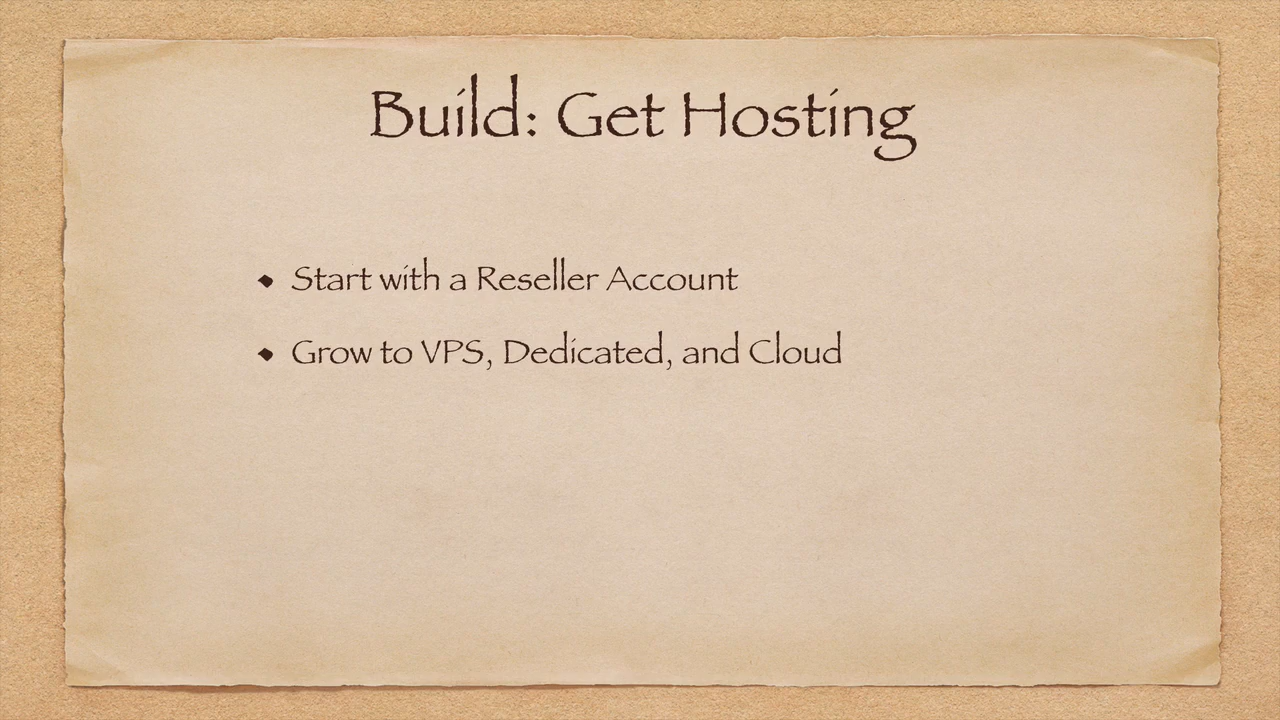 Build: Get Hosting
• Start with a Reseller Account
• Grow to VPS, Dedicated, and Cloud